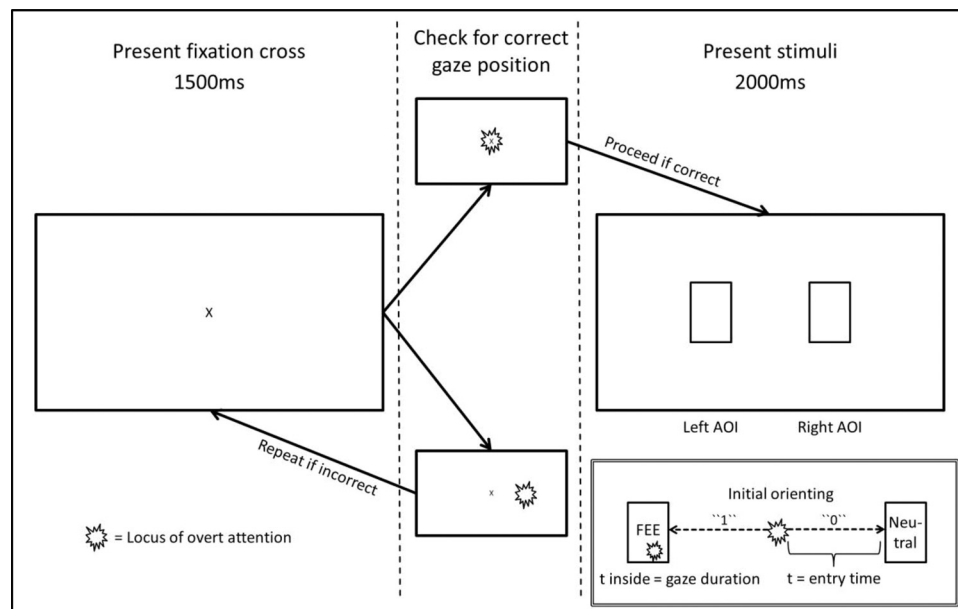 Present fixation cross
1500ms
Check for correct
gaze position
Present stimuli
2000ms
x
Proceed if correct
X
Left AOI
Right AOI
Repeat if incorrect
x
= Locus of overt attention
Initial orienting
FEE
``1``
``0``
Neu-
tral
t inside = gaze duration
t = entry time